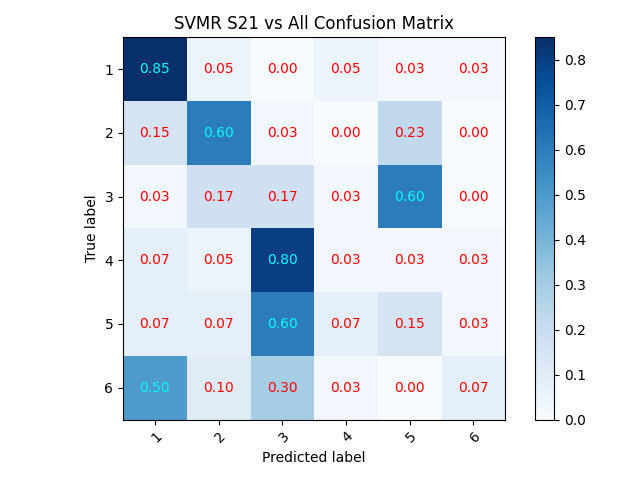 SVMR S21 vs All Confusion Matrix
True label
1 0.85 0.05 0.00 0.05 0.03 0.03
2 0.15 0.60 0.03 0.00 0.23 0.00
3 0.03 0.17 0.17 0.03 0.60 0.00
4 0.07 0.05 0.80 0.03 0.03 0.03
5 0.07 0.07 0.60 0.07 0.15 0.03
6 0.50 0.10 0.30 0.03 0.00 0.07
1 2 3 4 5 6
Predicted label
0.8
0.7
0.6
0.5
0.4
0.3
0.2
0.1
0.0